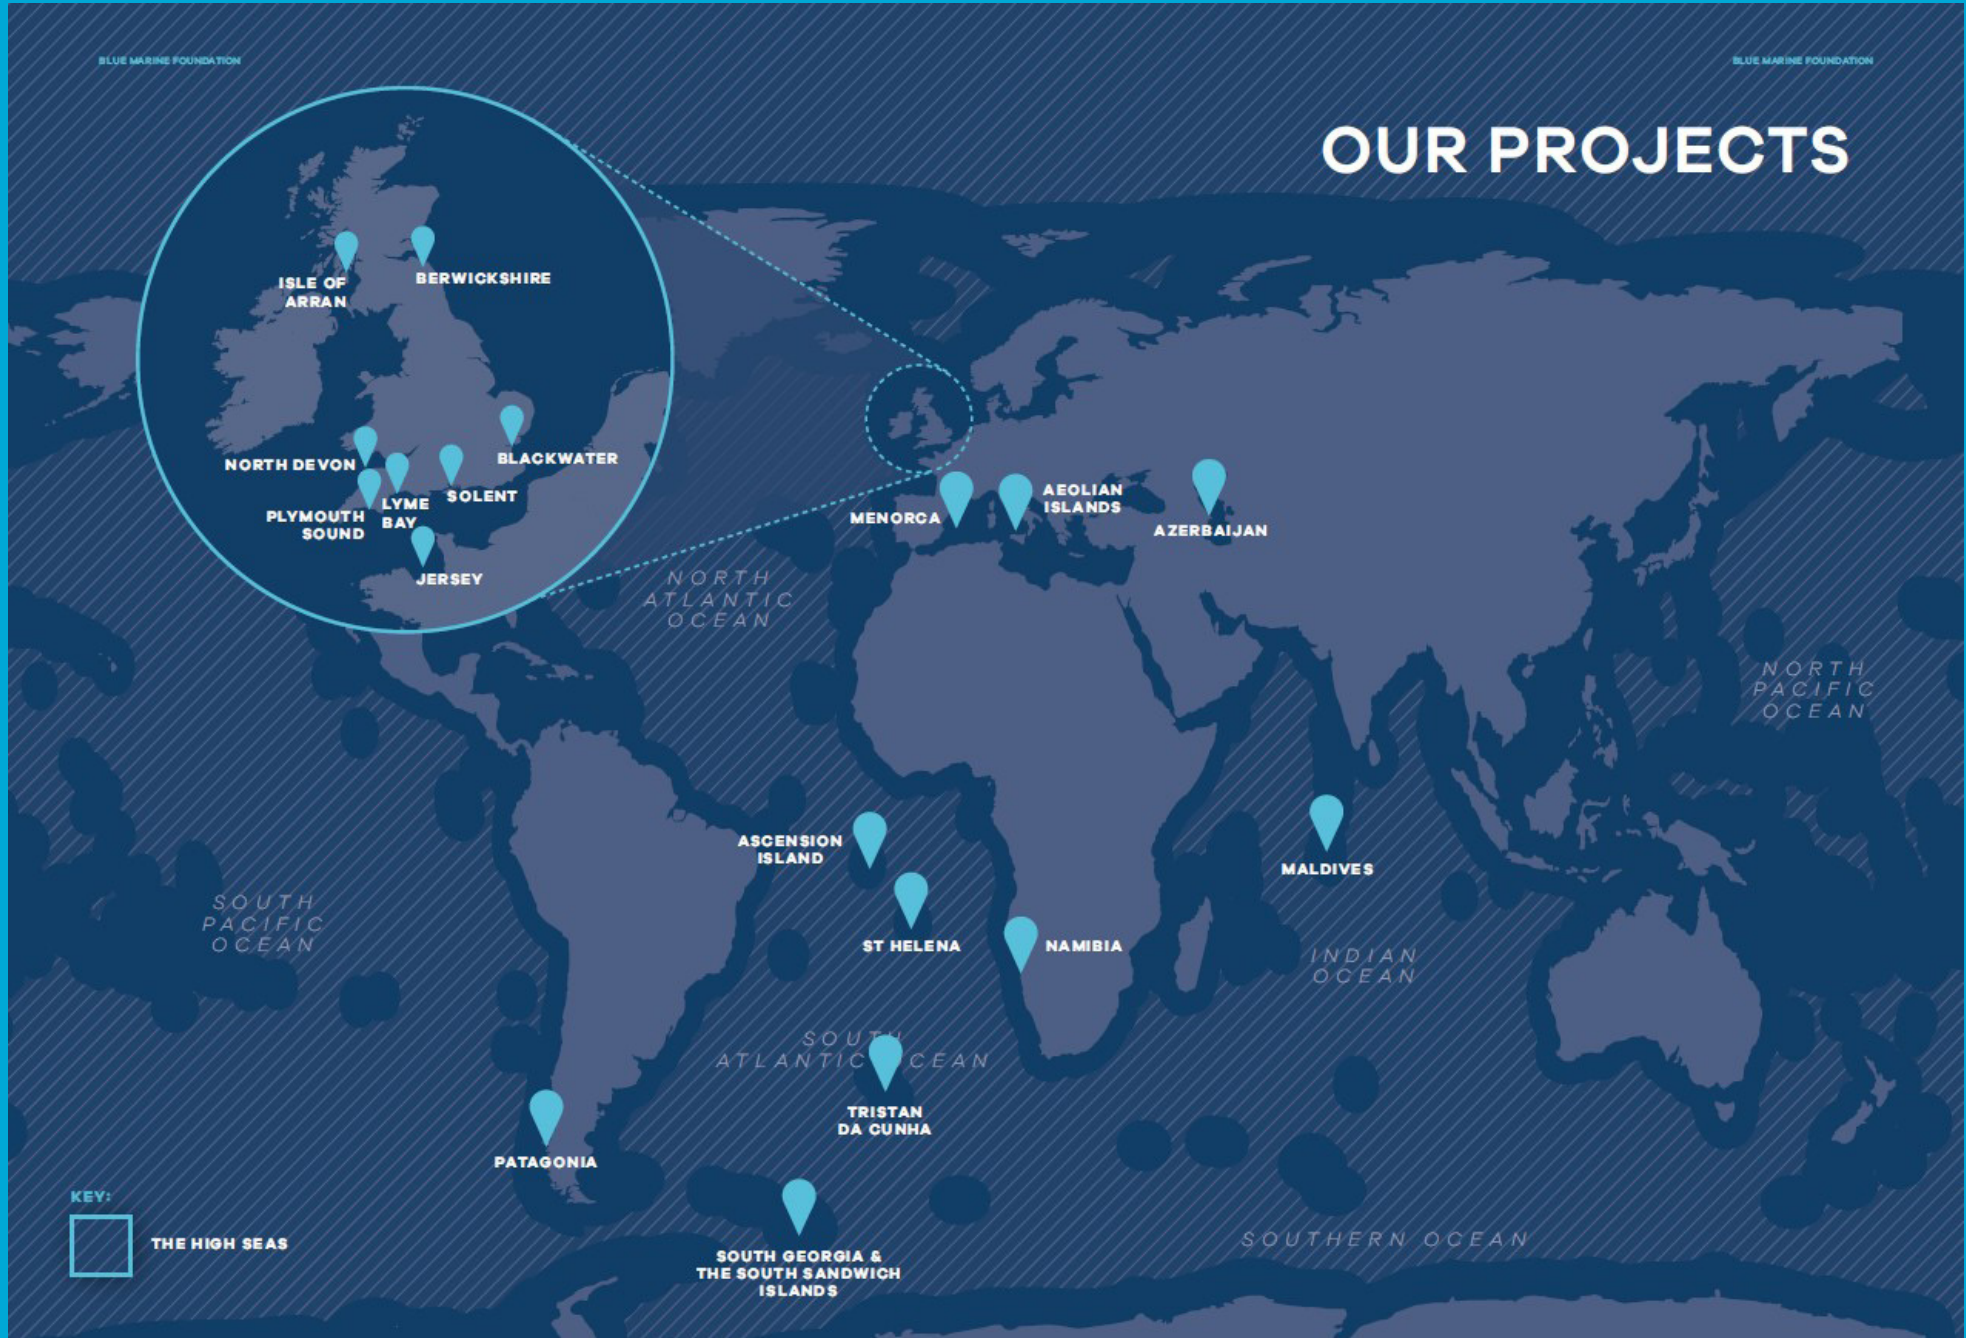 BLUE MARINE FOUNDATION
BLUE MARINE FOUNDATION
OUR PROJECTS
ISLE OF
ARRAN
BERWICKSHIRE
BLACKWATER
NORTH DEVON
LYME
BAY
SOLENT
PLYMOUTH
SOUND
JERSEY
MENORCA
AEOLIAN
ISLANDS
AZERBAIJAN
NORTH
ATLANTIC
OCEAN
NORTH
PACIFIC
OCEAN
ASCENSION
ISLAND
MALDIVES
SOUTH
PACIFIC
OCEAN
ST HELENA
NAMIBIA
INDIAN
OCEAN
SOUTH
ATLANTIC OCEAN
TRISTAN
DA CUNHA
PATAGONIA
KEY:
THE HIGH SEAS
SOUTH GEORGIA &
THE SOUTH SANDWICH
ISLANDS
SOUTHERN OCEAN